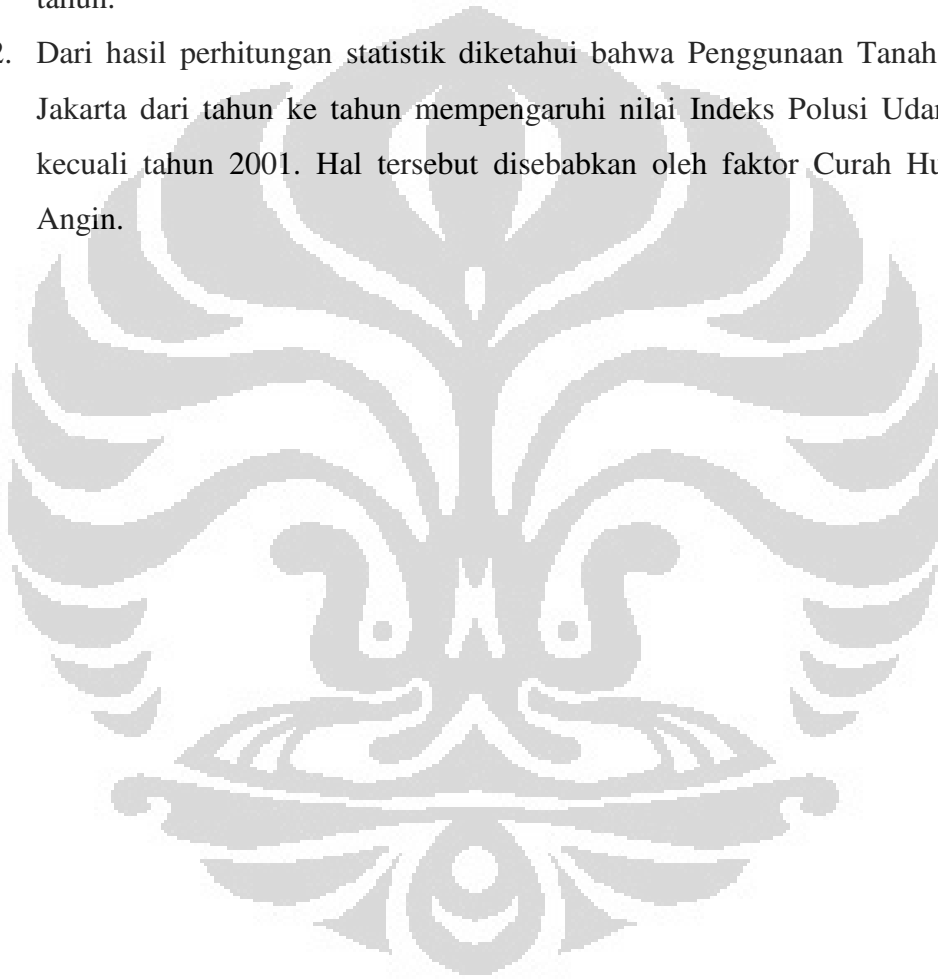 tahun.
2. Dari hasil perhitungan statistik diketahui bahwa Penggunaan Tanah
Jakarta dari tahun ke tahun mempengaruhi nilai Indeks Polusi Udar
kecuali tahun 2001. Hal tersebut disebabkan oleh faktor Curah Hu
Angin.